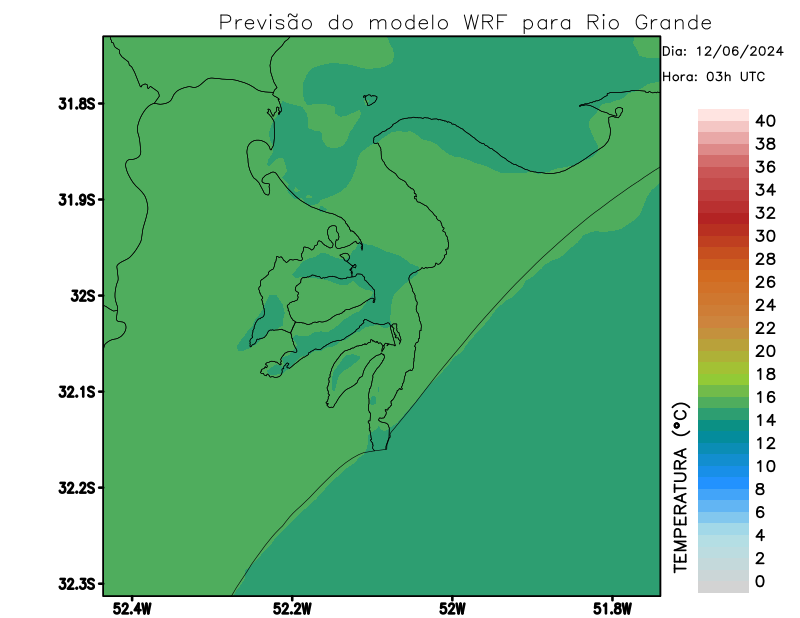 Previsão do modelo WRF para Rio Grande
Dia: 12/06/2024
Hora: 03h UTC
31.8S
31.9S
32S
32.1S
32.2S
32.3S
52.4W
52.2W
52W
51.8W
TEMPERATURA (°C)
40
38
36
34
32
30
28
26
24
22
20
18
16
14
12
10
8
6
4
2
0